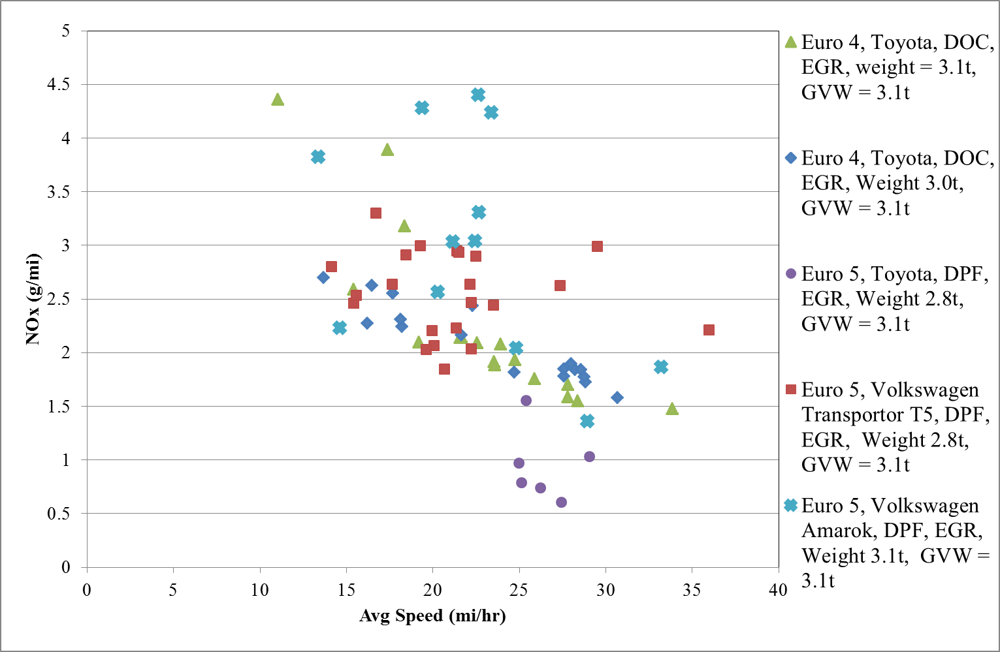 5
4.5
4
3.5
3
2.5
2
1.5
1
0.5
0
NOx (g/mi)
0 5 10 15 20 25 30 35 40
Avg Speed (mi/hr)
Euro 4, Toyota, DOC,
EGR, weight = 3.1t,
GVW = 3.1t
Euro 4, Toyota, DOC,
EGR, Weight 3.0t,
GVW = 3.1t
Euro 5, Toyota, DPF,
EGR, Weight 2.8t,
GVW = 3.1t
Euro 5, Volkswagen
Transportor T5, DPF,
EGR,  Weight 2.8t,
GVW = 3.1t
Euro 5, Volkswagen
Amarok, DPF, EGR,
Weight 3.1t,  GVW =
3.1t